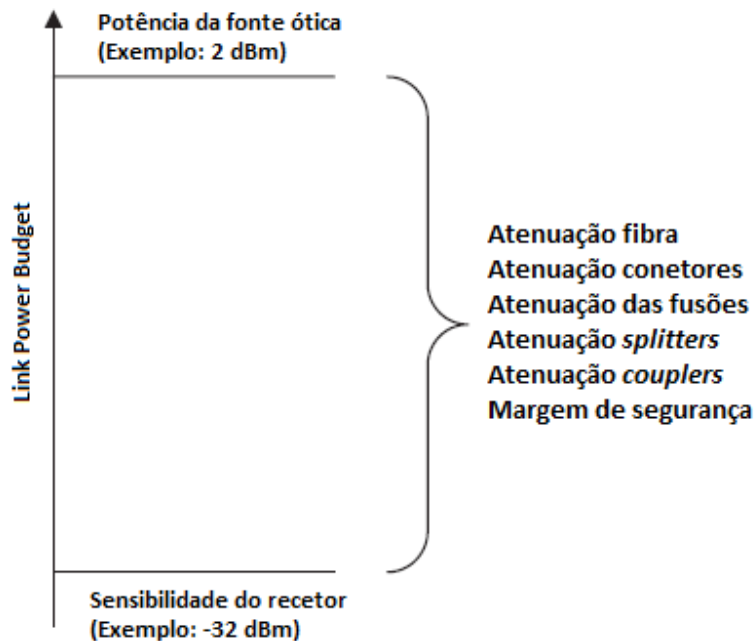 Potência da fonte ótica
(Exemplo: 2 dBm)
Link Power Budget
Atenuação fibra
Atenuação conetores
Atenuação das fusões
Atenuação splitters
Atenuação couplers
Margem de segurança
Sensibilidade do recetor
(Exemplo: -32 dBm)